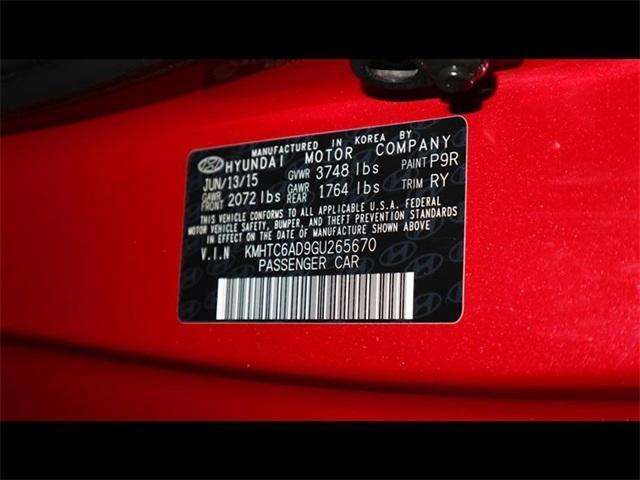 MANUFACTURED IN KOREA BY
HYUNDAI MOTOR COMPANY
JUN/13/15 GVWR 3748 lbs PAINT P9R
GAWR FRONT 2072 lbs GAWR REAR 1764 lbs TRIM RY
THIS VEHICLE CONFORMS TO ALL APPLICABLE U.S.A. FEDERAL
MOTOR VEHICLE SAFETY, BUMPER, AND THEFT PREVENTION STANDARDS
IN EFFECT ON THE DATE OF MANUFACTURE SHOWN ABOVE
V.I.N KMHTC6AD9GU265670
PASSENGER CAR